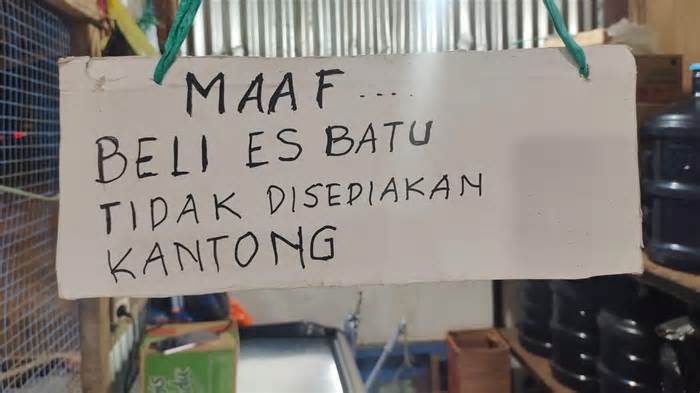 MAAF ....
BELI ES BATU
TIDAK DISEDIAKAN
KANTONG